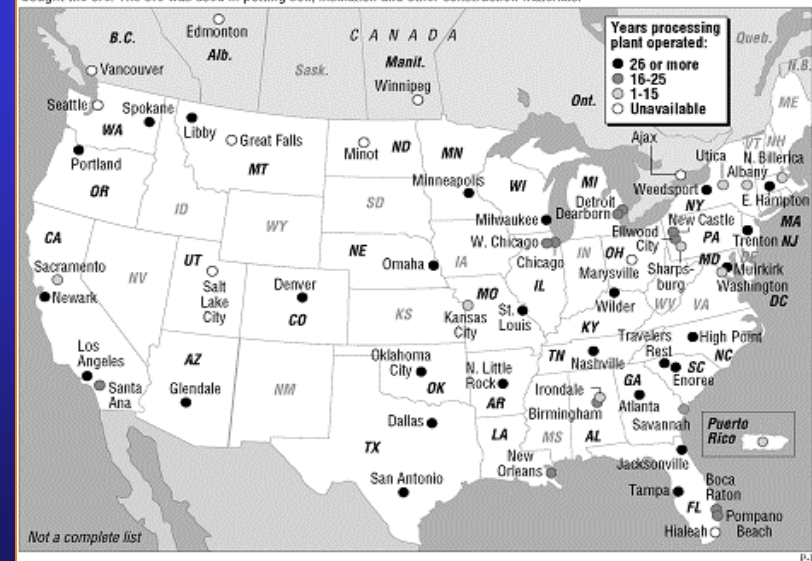 Years processing
plant operated:
26 or more
16-25
1-15
Unavailable
B.C.
Edmonton
Alb.
C A N A D A
Sask.
Manit.
Winnipeg
Ont.
Queb.
N.B.
Vancouver
Seattle
Spokane
WA
Libby
Great Falls
MT
Minot
ND
MN
Minneapolis
WI
MI
Ajax
Utica
VT
NH
ME
N. Billerica
Albany
Weedsport
E. Hampton
NY
MA
Portland
OR
ID
WY
SD
Milwaukee
Detroit
Dearborn
New Castle
Ellwood
City
PA
Trenton
NJ
W. Chicago
Chicago
IN
OH
Marysville
Sharps-
burg
MD
DE
Muirkirk
Washington
DC
CA
Sacramento
Newark
NV
UT
Salt
Lake
City
Denver
CO
NE
Omaha
IA
IL
MO
Kansas
City
St.
Louis
KS
Wilder
WV
VA
KY
Los
Angeles
Santa
Ana
AZ
Glendale
NM
Oklahoma
City
OK
N. Little
Rock
AR
TN
Nashville
Travelers
Rest
High Point
NC
SC
Enoree
Irondale
Birmingham
GA
Atlanta
Savannah
Puerto
Rico
Dallas
TX
San Antonio
LA
MS
AL
New
Orleans
Jacksonville
Tampa
FL
Boca
Raton
Pompano
Beach
Hialeah
Not a complete list